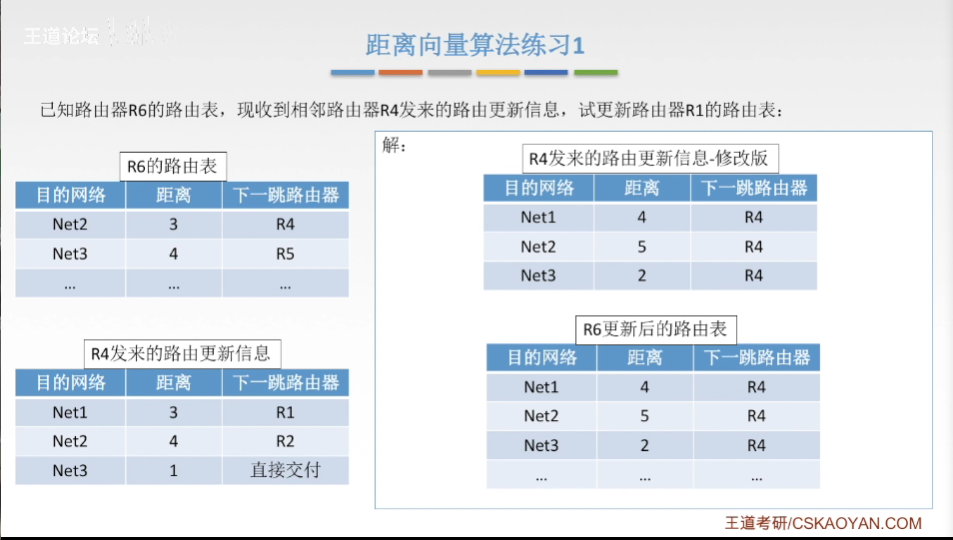 王道论坛
距离向量算法练习1
已知路由器R6的路由表，现收到相邻路由器R4发来的路由更新信息，试更新路由器R1的路由表：
R6的路由表
目的网络 距离 下一跳路由器
Net2 3 R4
Net3 4 R5
... ... ...
R4发来的路由更新信息
目的网络 距离 下一跳路由器
Net1 3 R1
Net2 4 R2
Net3 1 直接交付
解：
R4发来的路由更新信息-修改版
目的网络 距离 下一跳路由器
Net1 4 R4
Net2 5 R4
Net3 2 R4
R6更新后的路由表
目的网络 距离 下一跳路由器
Net1 4 R4
Net2 5 R4
Net3 2 R4
... ... ...
王道考研/CSKAOYAN.COM